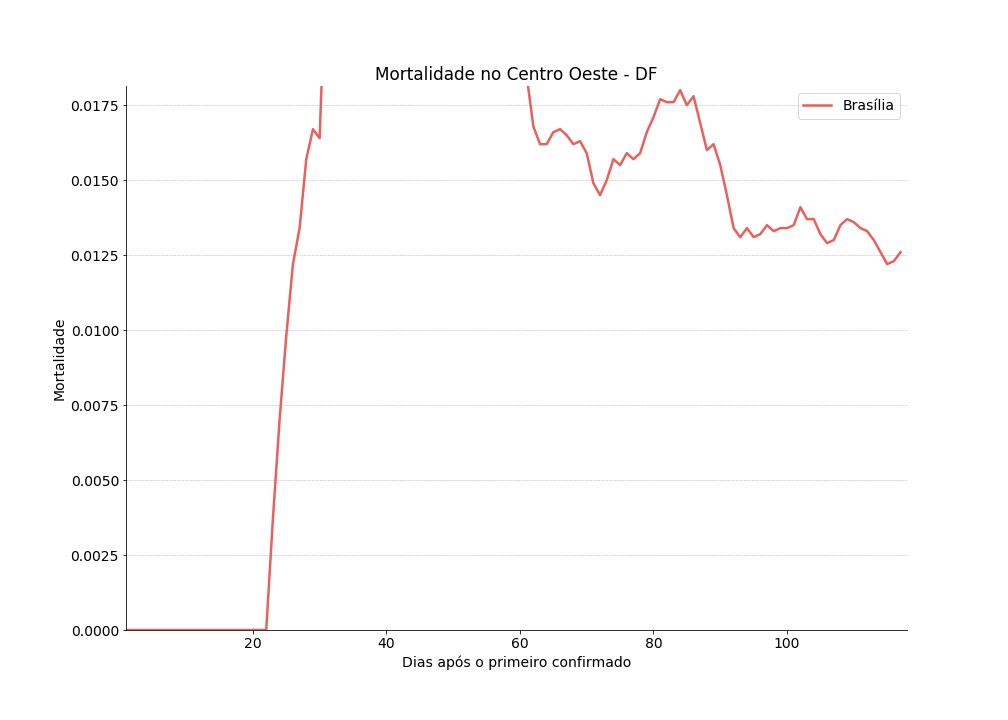 Mortalidade no Centro Oeste - DF
Brasília
Mortalidade
0.0175
0.0150
0.0125
0.0100
0.0075
0.0050
0.0025
0.0000
20 40 60 80 100
Dias após o primeiro confirmado